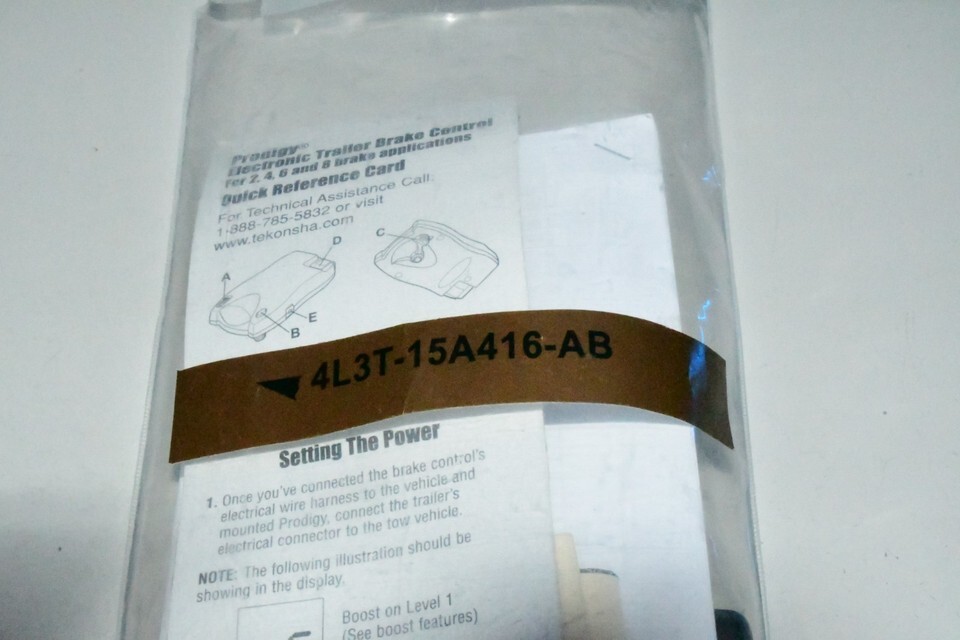 Prodigy®
Electronic Trailer Brake Control
For 2, 4, 6 and 8 brake applications
Quick Reference Card
For Technical Assistance Call:
1-888-785-5832 or visit
www.tekonsha.com
C
D
A
E
B
4L3T-15A416-AB
Setting The Power
1. Once you've connected the brake control's
electrical wire harness to the vehicle and
mounted Prodigy, connect the trailer's
electrical connector to the tow vehicle.
NOTE: The following illustration should be
showing in the display.
Boost on Level 1
(See boost features)